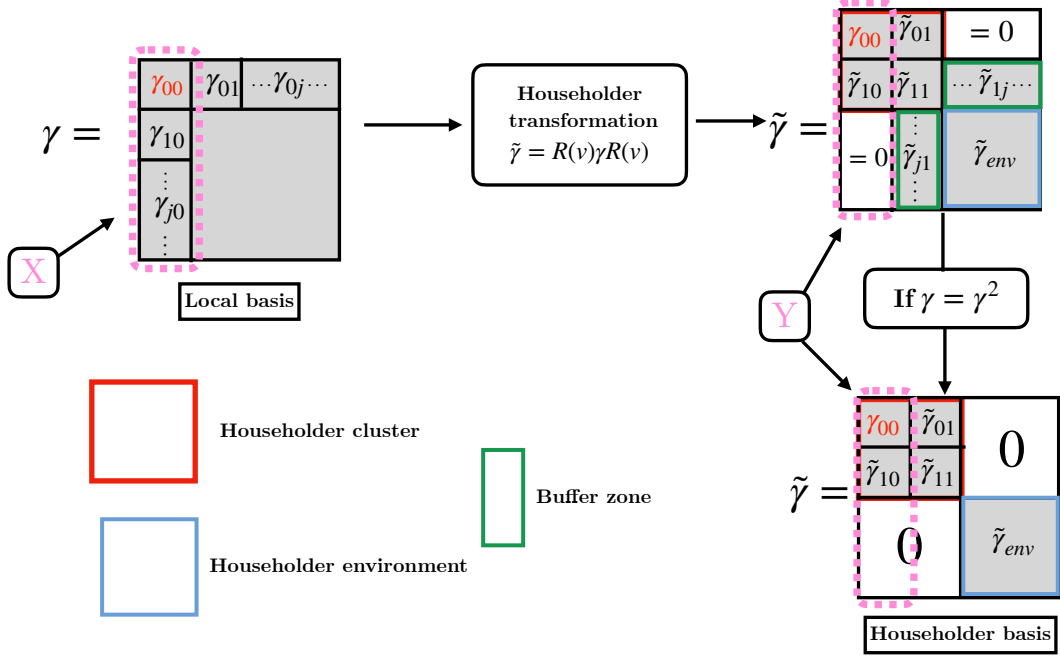 γ =
γ₀₀ γ₀₁ ⋯γ₀ⱼ⋯
γ₁₀
⋮
γⱼ₀
⋮
X
Local basis
Householder
transformation
γ̃ = R(v)γR(v)
γ̃ =
γ₀₀ γ̃₀₁ = 0
γ̃₁₀ γ̃₁₁ ⋯γ̃₁ⱼ⋯
= 0
⋮
γ̃ⱼ₁
⋮
γ̃ₑₙᵥ
Y
If γ = γ²
Householder cluster
Buffer zone
Householder environment
γ̃ =
γ₀₀ γ̃₀₁ 0
γ̃₁₀ γ̃₁₁
0 γ̃ₑₙᵥ
Householder basis